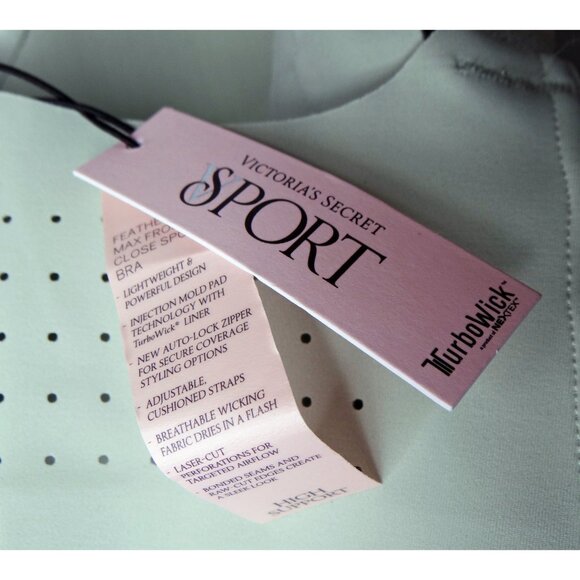 VICTORIA'S SECRET
SPORT
TurboWick™
NEXTEX
FEATHE
MAX FRO
CLOSE SPO
BRA
- LIGHTWEIGHT &
POWERFUL DESIGN
- INJECTION MOLD PAD
TECHNOLOGY WITH
TurboWick® LINER
- NEW AUTO-LOCK ZIPPER
FOR SECURE COVERAGE
STYLING OPTIONS
- ADJUSTABLE,
CUSHIONED STRAPS
- BREATHABLE WICKING
FABRIC DRIES IN A FLASH
- LASER-CUT
PERFORATIONS FOR
TARGETED AIRFLOW
- BONDED SEAMS AND
RAW-CUT EDGES CREATE
A SLEEK LOOK
HIGH
SUPPORT